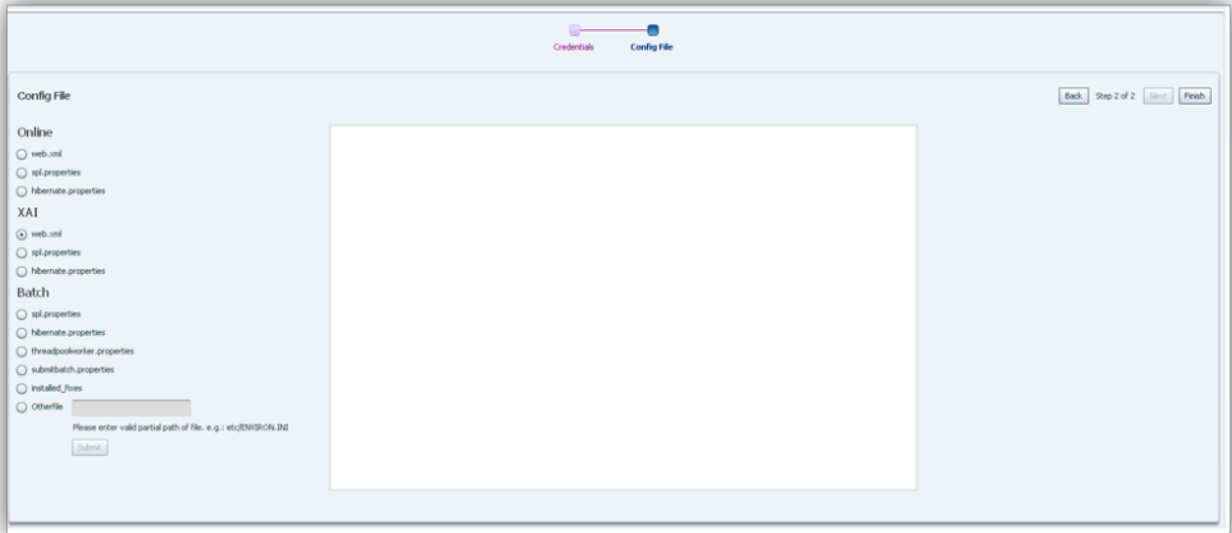 Credentials
Config File
Config File
Back Step 2 of 2 Next Finish
Online
web.xml
spl.properties
hibernate.properties
XAI
web.xml
spl.properties
hibernate.properties
Batch
spl.properties
hibernate.properties
threadpoolworker.properties
submitbatch.properties
installed_fixes
Otherfile
Please enter valid partial path of file. e.g.: etc/ENVIRON.INI
Submit